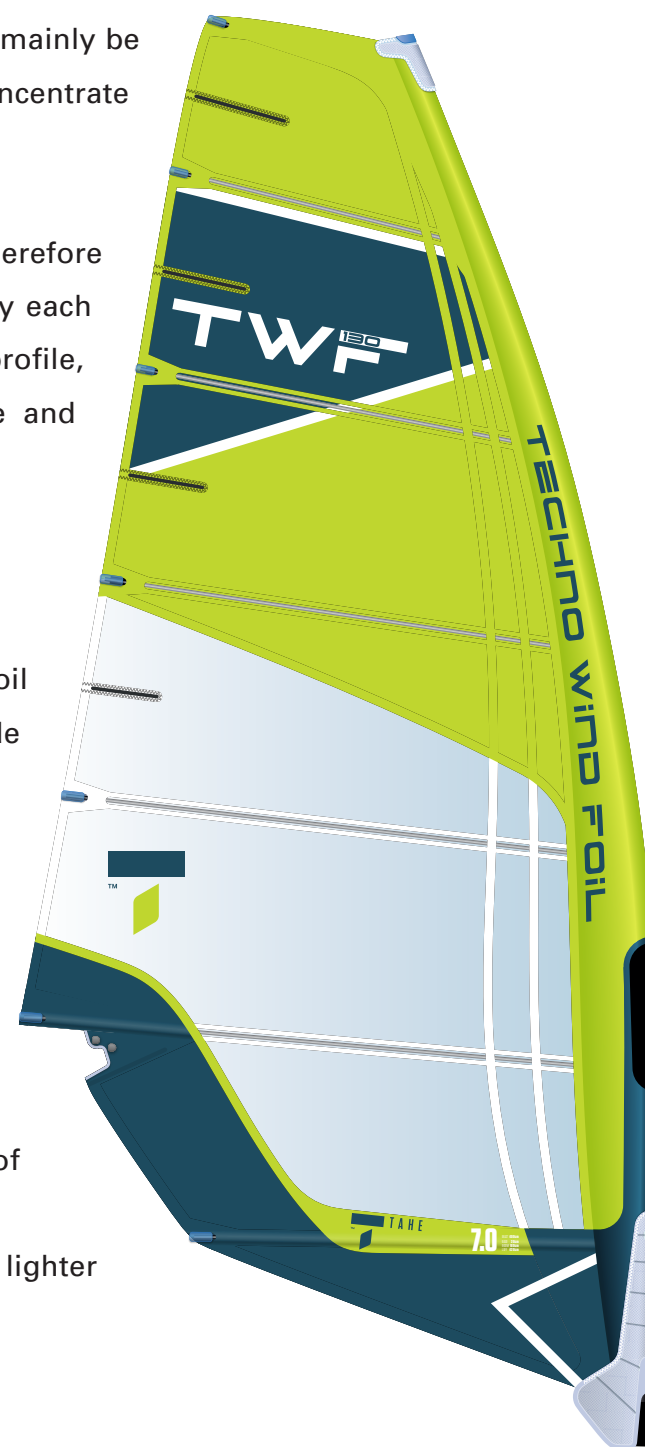 mainly be
ncentrate
erefore
y each
rofile,
e and
TWF
130
TECHNO WIND FOIL
oil
le
TM
of
TAHE
7.0
lighter